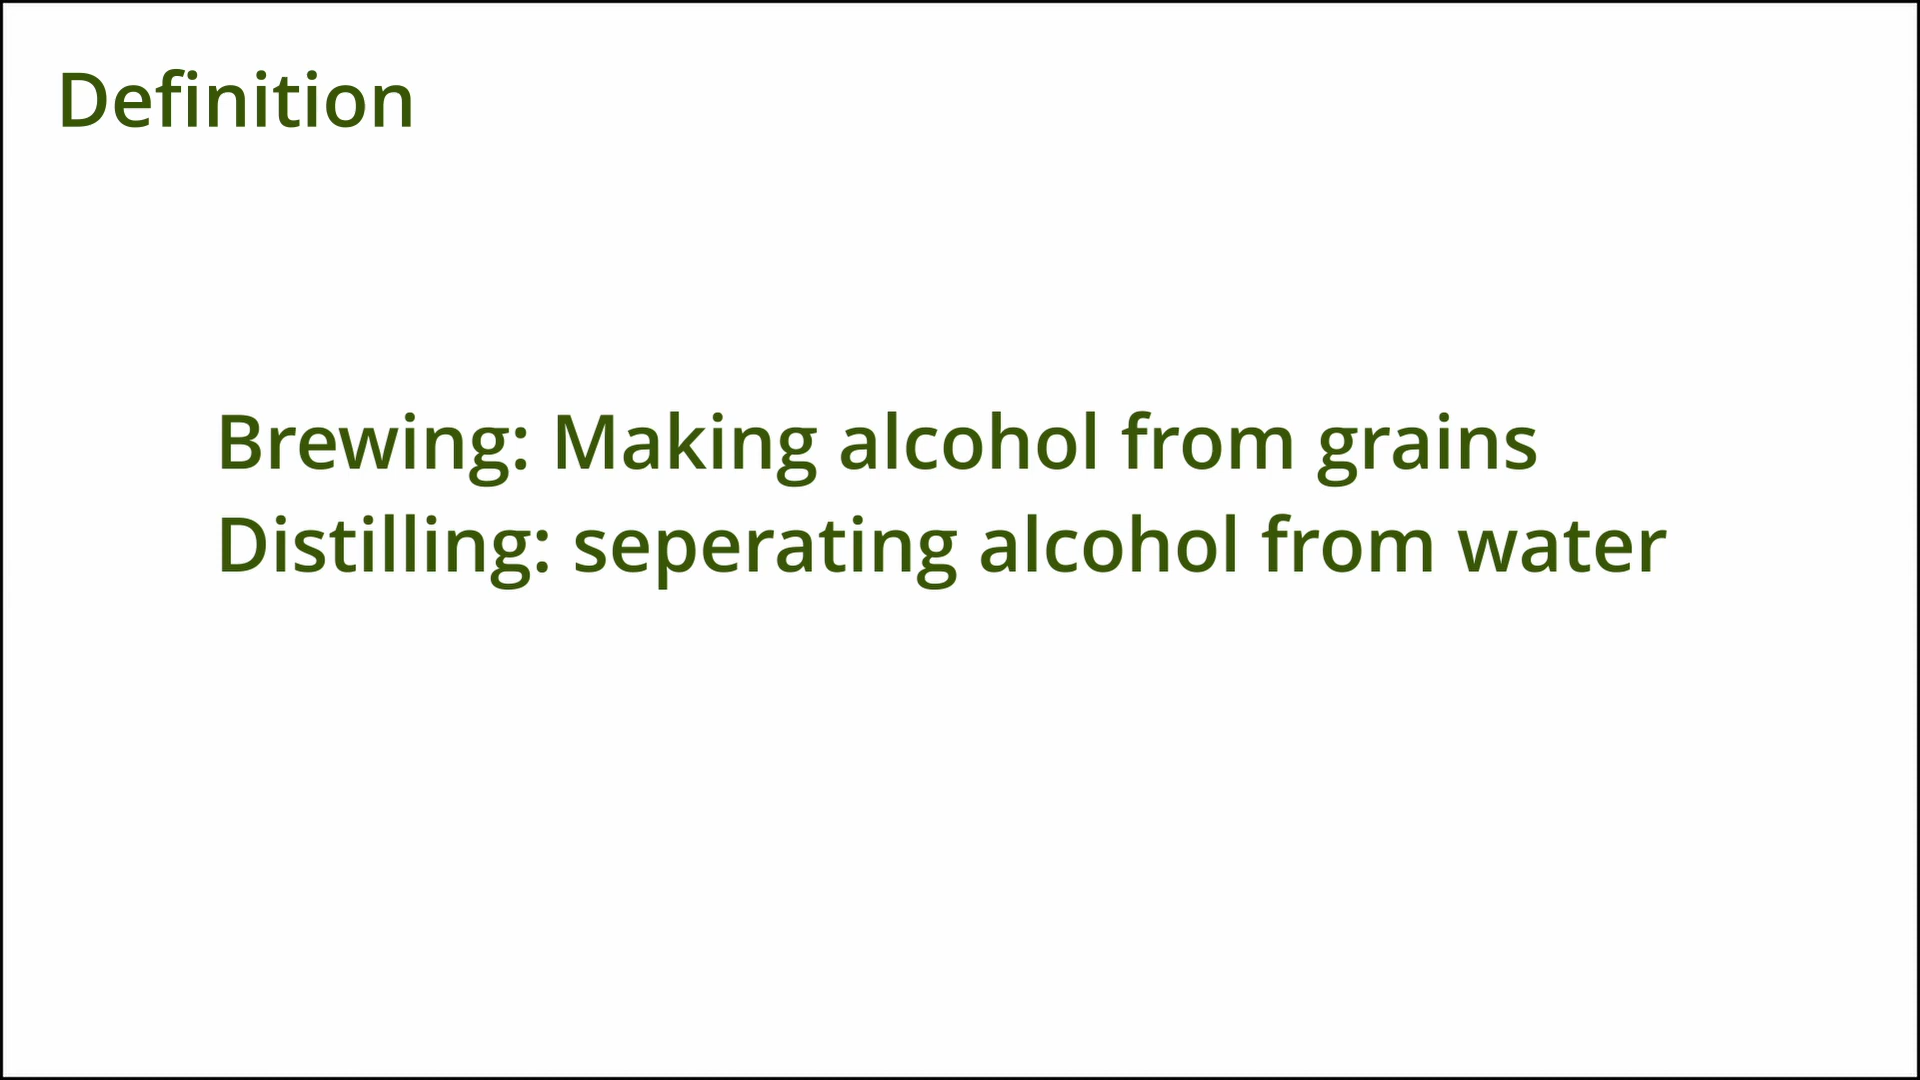 Definition
Brewing: Making alcohol from grains
Distilling: seperating alcohol from water